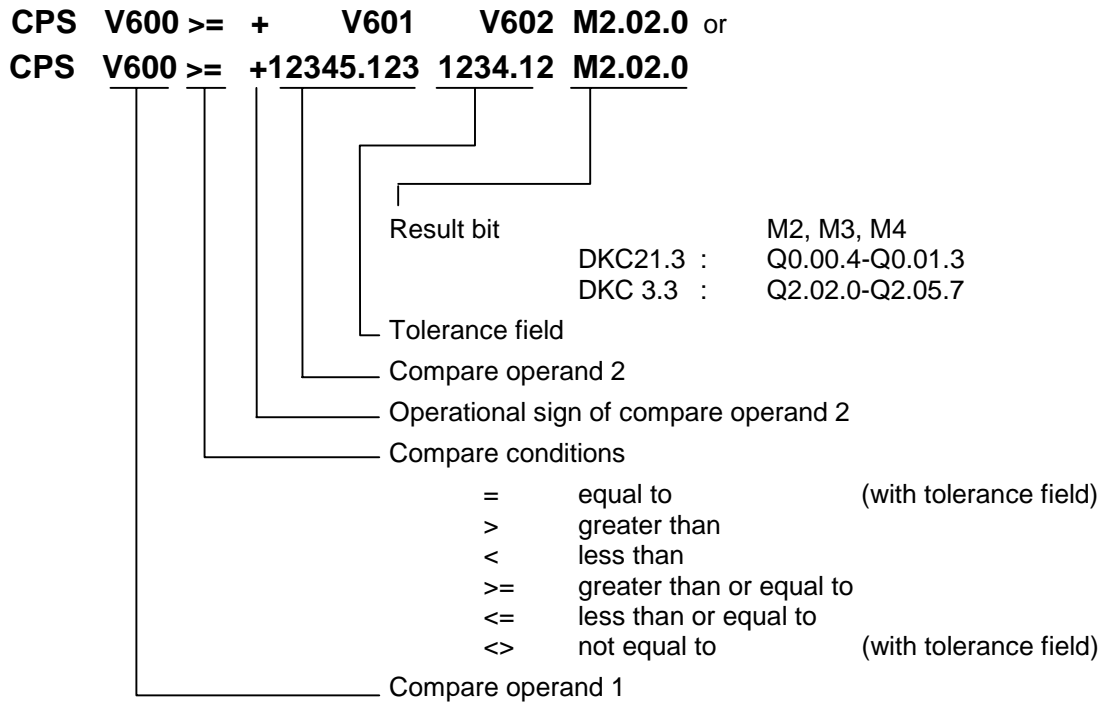 CPS V600 >= + V601 V602 M2.02.0 or
CPS V600 >= +12345.123 1234.12 M2.02.0
Result bit M2, M3, M4
DKC21.3 : Q0.00.4-Q0.01.3
DKC 3.3 : Q2.02.0-Q2.05.7
Tolerance field
Compare operand 2
Operational sign of compare operand 2
Compare conditions
= equal to (with tolerance field)
> greater than
< less than
>= greater than or equal to
<= less than or equal to
<> not equal to (with tolerance field)
Compare operand 1